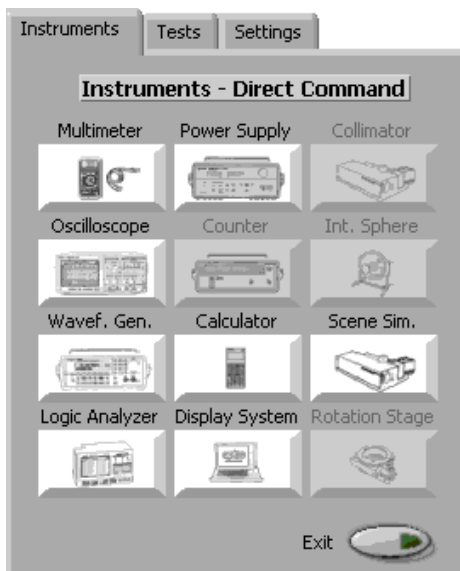 Instruments Tests Settings
Instruments - Direct Command
Multimeter Power Supply Collimator
Oscilloscope Counter Int. Sphere
Wavef. Gen. Calculator Scene Sim.
Logic Analyzer Display System Rotation Stage
Exit